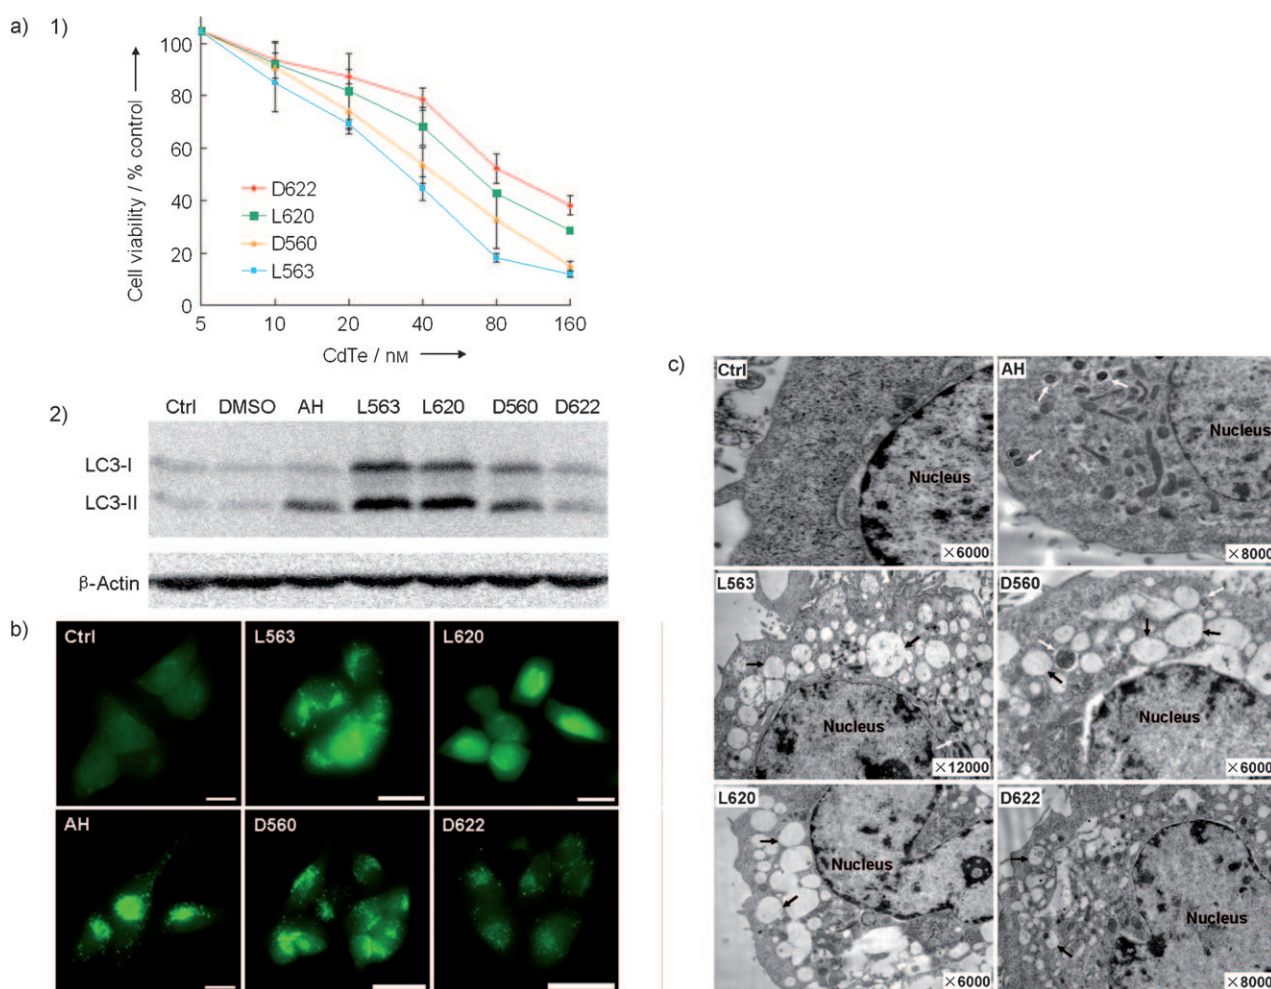 a) 1)
Cell viability / % control
100
80
60
40
20
0
D622
L620
D560
L563
5 10 20 40 80 160
CdTe / nM
2)
Ctrl DMSO AH L563 L620 D560 D622
LC3-I
LC3-II
β-Actin
b)
Ctrl L563 L620
AH D560 D622
c)
Ctrl AH
Nucleus
Nucleus
×6000 ×8000
L563 D560
Nucleus Nucleus
×12000 ×6000
L620 D622
Nucleus
Nucleus
×6000 ×8000